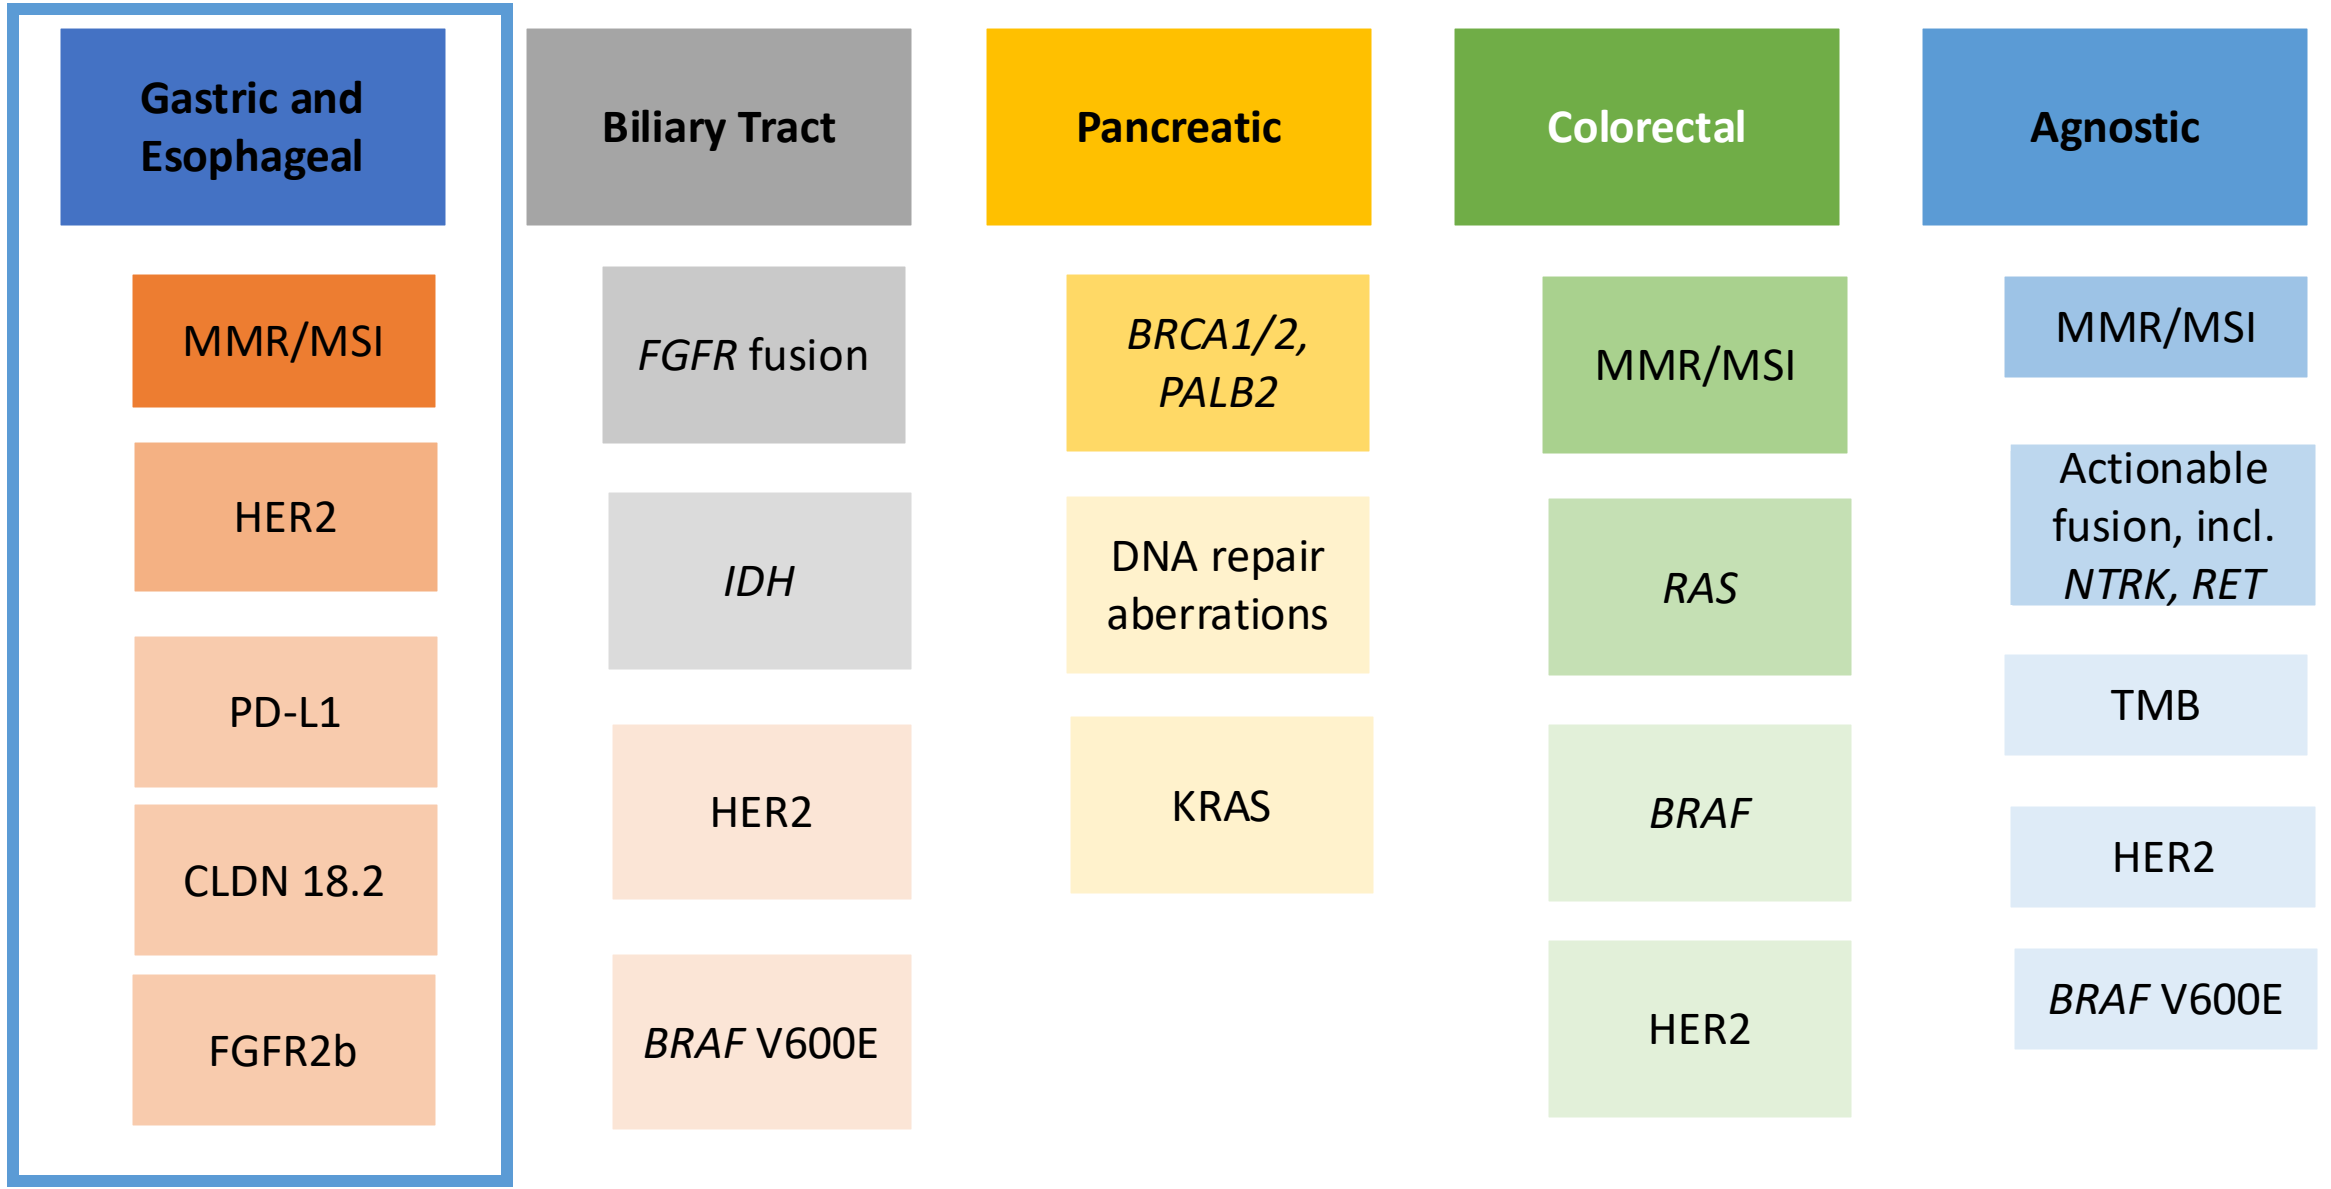 Gastric and
Esophageal
MMR/MSI
HER2
PD-L1
CLDN 18.2
FGFR2b
Biliary Tract
FGFR fusion
IDH
HER2
BRAF V600E
Pancreatic
BRCA1/2,
PALB2
DNA repair
aberrations
KRAS
Colorectal
MMR/MSI
RAS
BRAF
HER2
Agnostic
MMR/MSI
Actionable
fusion, incl.
NTRK, RET
TMB
HER2
BRAF V600E